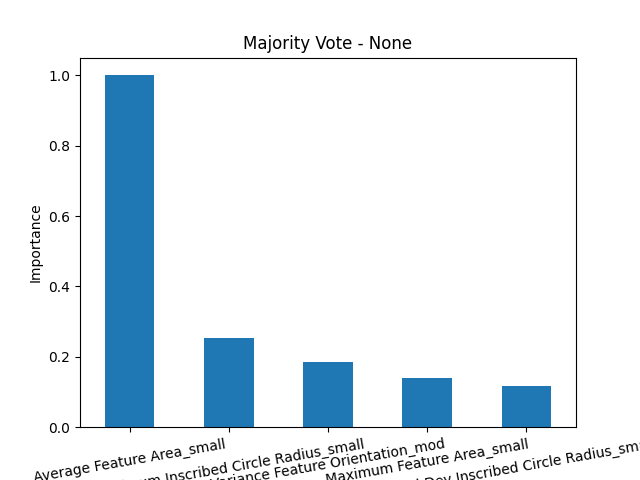 Majority Vote - None
Importance
1.0
0.8
0.6
0.4
0.2
0.0
Average Feature Area_small
Inscribed Circle Radius_small
Variance Feature Orientation_mod
Maximum Feature Area_small
Dev Inscribed Circle Radius_sm